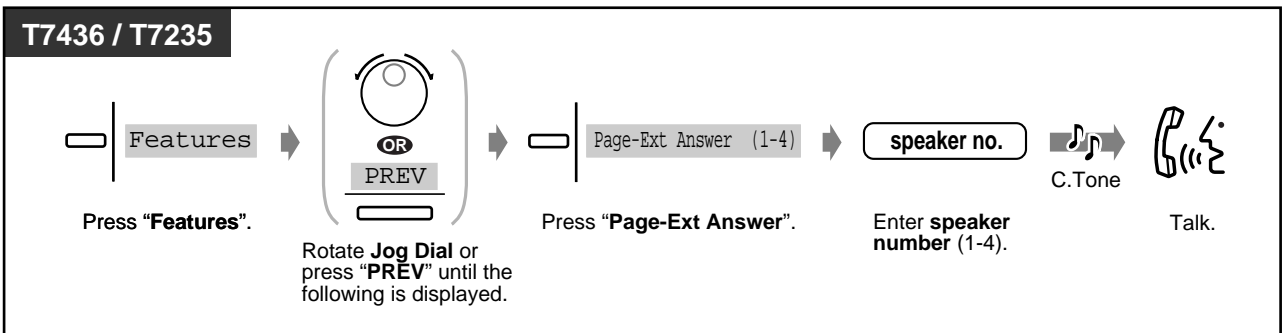 T7436 / T7235
Features
OR
PREV
Page-Ext Answer (1-4)
speaker no.
C.Tone
Press “Features”.
Rotate Jog Dial or
press “PREV” until the
following is displayed.
Press “Page-Ext Answer”.
Enter speaker
number (1-4).
Talk.